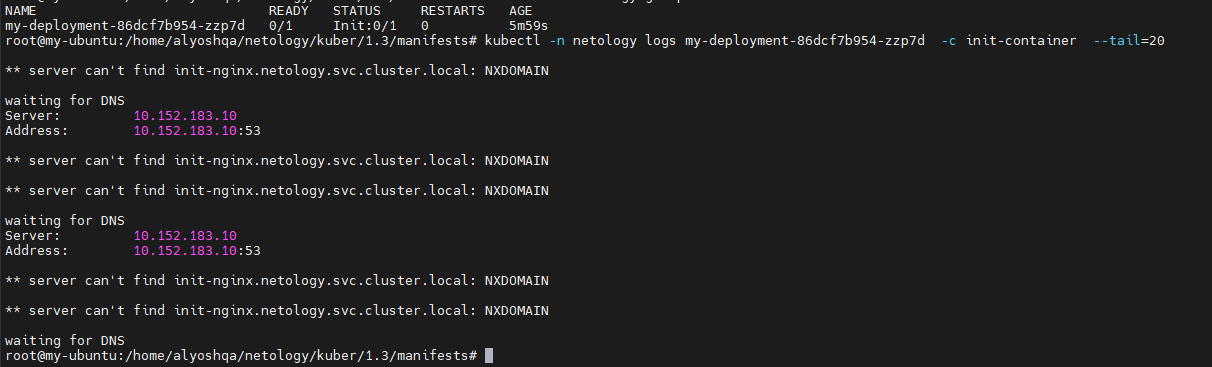 NAME                             READY   STATUS     RESTARTS   AGE
my-deployment-86dcf7b954-zzp7d   0/1     Init:0/1   0          5m59s
root@my-ubuntu:/home/alyoshqa/netology/kuber/1.3/manifests# kubectl -n netology logs my-deployment-86dcf7b954-zzp7d  -c init-container  --tail=20
** server can't find init-nginx.netology.svc.cluster.local: NXDOMAIN
waiting for DNS
Server:         10.152.183.10
Address:        10.152.183.10:53
** server can't find init-nginx.netology.svc.cluster.local: NXDOMAIN
** server can't find init-nginx.netology.svc.cluster.local: NXDOMAIN
waiting for DNS
Server:         10.152.183.10
Address:        10.152.183.10:53
** server can't find init-nginx.netology.svc.cluster.local: NXDOMAIN
** server can't find init-nginx.netology.svc.cluster.local: NXDOMAIN
waiting for DNS
root@my-ubuntu:/home/alyoshqa/netology/kuber/1.3/manifests#